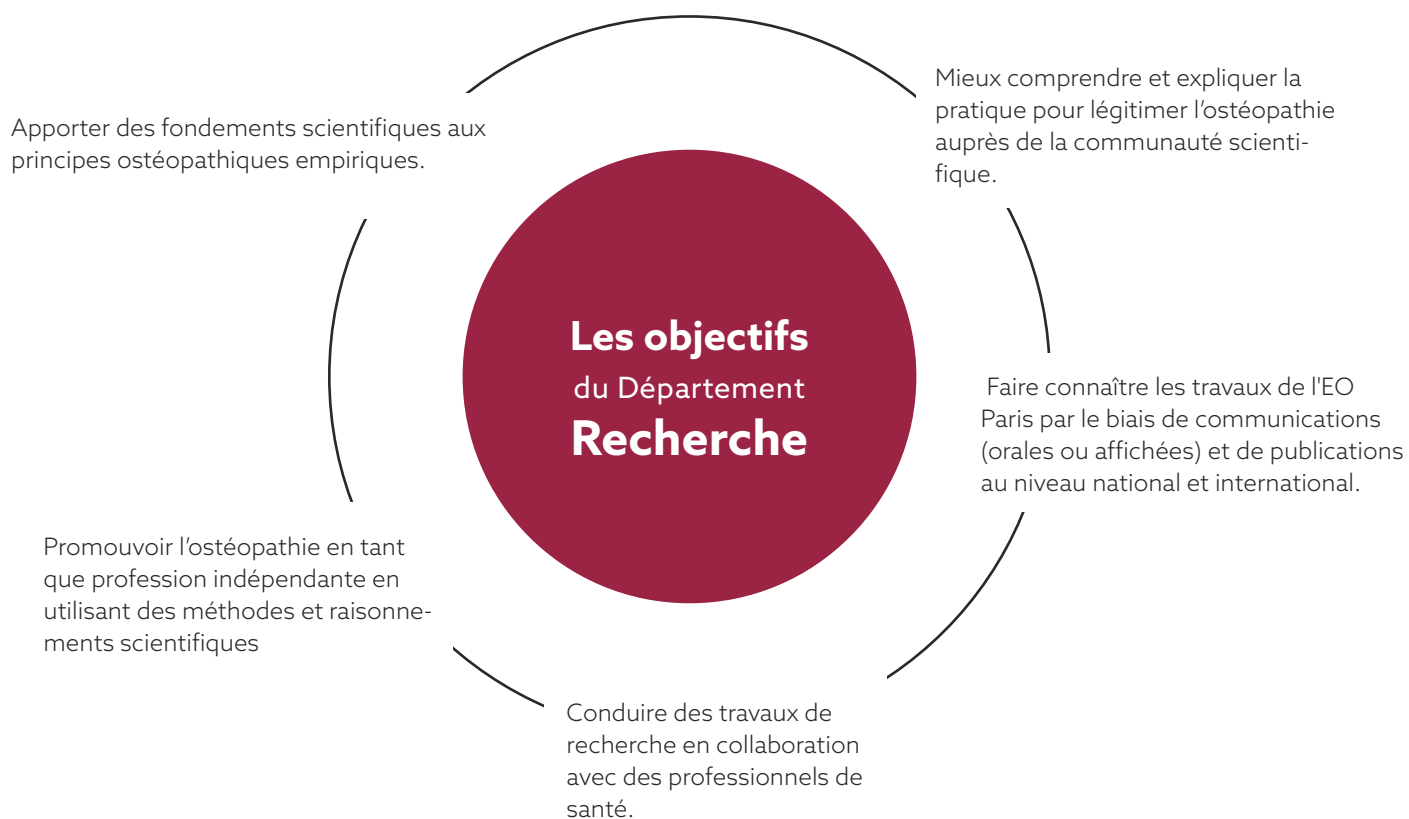 Les objectifs
du Département
Recherche
Apporter des fondements scientifiques aux
principes ostéopathiques empiriques.
Mieux comprendre et expliquer la
pratique pour légitimer l’ostéopathie
auprès de la communauté scienti-
fique.
Faire connaître les travaux de l'EO
Paris par le biais de communications
(orales ou affichées) et de publications
au niveau national et international.
Conduire des travaux de
recherche en collaboration
avec des professionnels de
santé.
Promouvoir l’ostéopathie en tant
que profession indépendante en
utilisant des méthodes et raisonne-
ments scientifiques